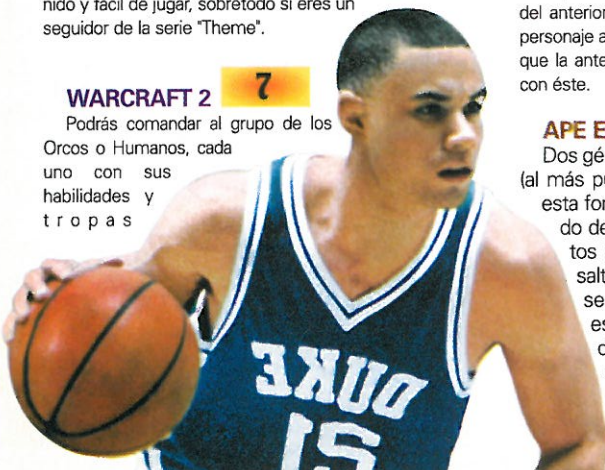 nido y fácil de jugar, sobretodo si eres un
seguidor de la serie "Theme".
WARCRAFT 2 7
Podrás comandar al grupo de los
Orcos o Humanos, cada
uno con sus
habilidades y
tropas
DUKE
del anterior
personaje a
que la ante
con éste.
APE E
Dos gé
(al más pu
esta for
do de
tos
salt
se
es